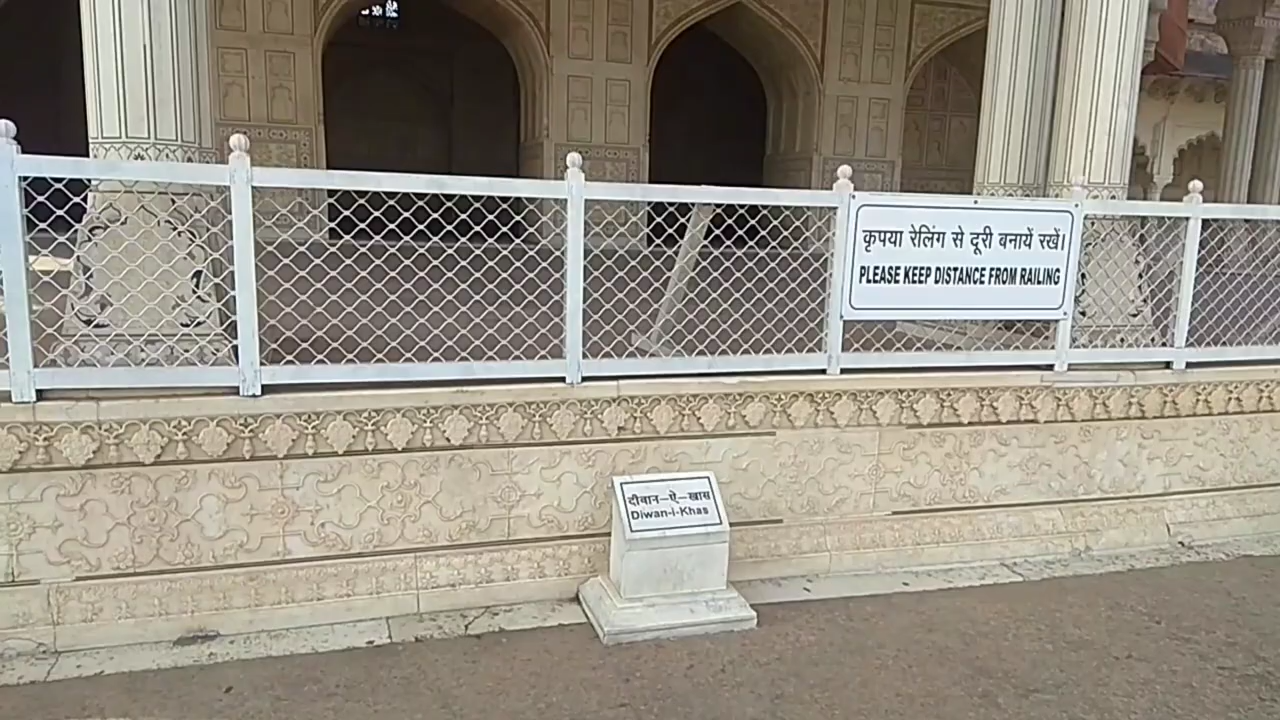 कृपया रेलिंग से दूरी बनायें रखें।
PLEASE KEEP DISTANCE FROM RAILING
दीवान–ऐ–खास
Diwan-i-Khas